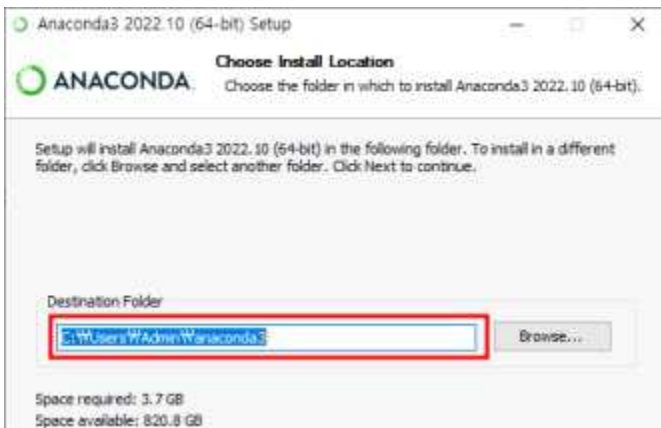 Anaconda3 2022.10 (64-bit) Setup
ANACONDA.
Choose Install Location
Choose the folder in which to install Anaconda3 2022.10 (64-bit).
Setup will install Anaconda3 2022.10 (64-bit) in the following folder. To install in a different
folder, click Browse and select another folder. Click Next to continue.
Destination Folder
C:₩Users₩Admin₩anaconda3
Browse...
Space required: 3.7 GB
Space available: 820.8 GB